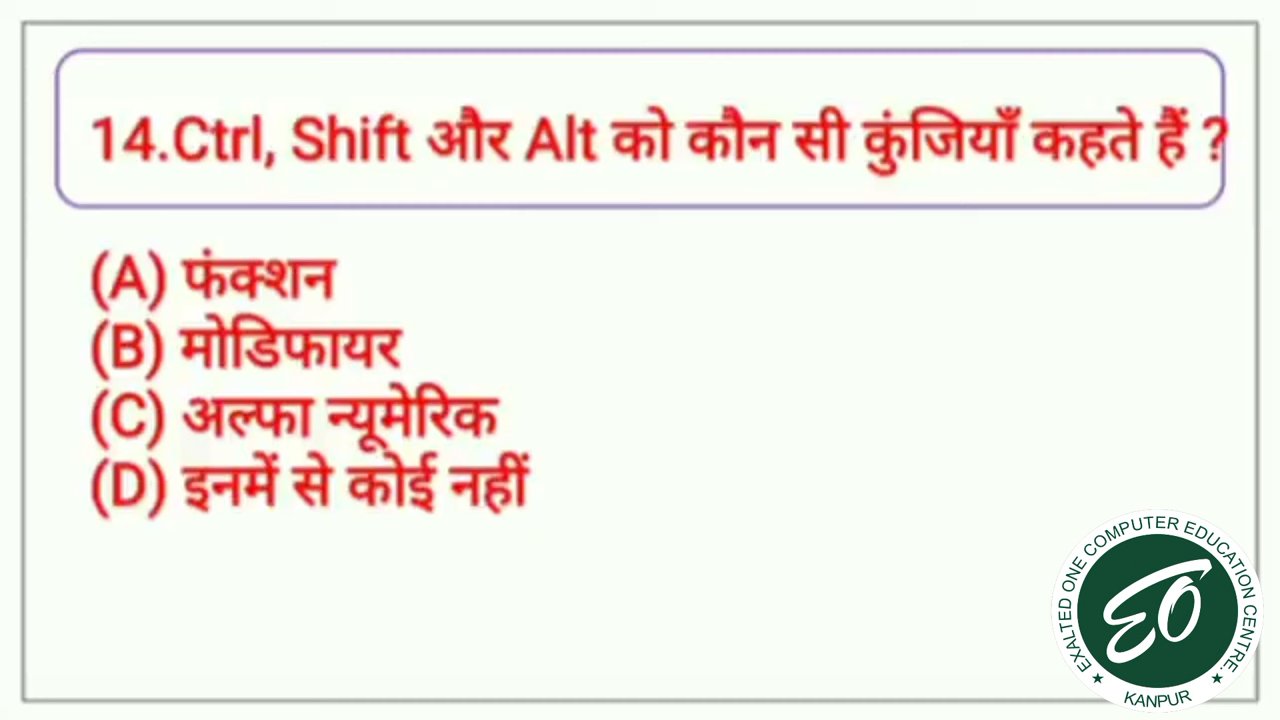 14.Ctrl, Shift और Alt को कौन सी कुंजियाँ कहते हैं ?
(A) फंक्शन
(B) मोडिफायर
(C) अल्फा न्यूमेरिक
(D) इनमें से कोई नहीं
EXALTED ONE COMPUTER EDUCATION CENTRE.
EO
★ KANPUR ★